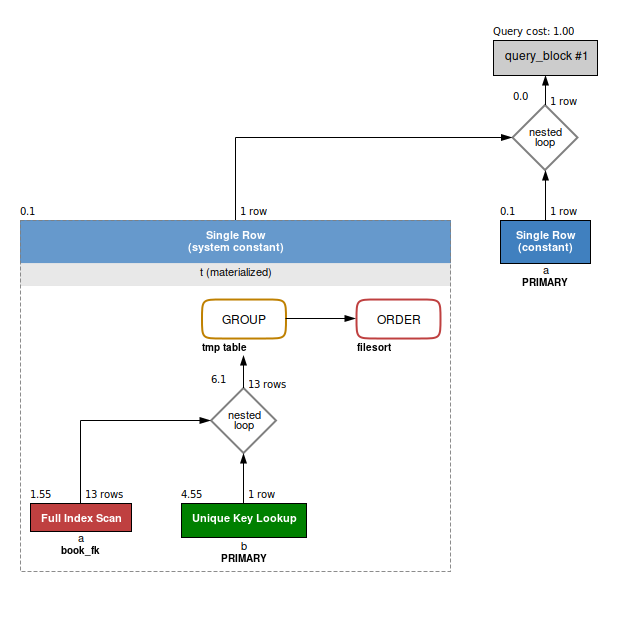 Query cost: 1.00
query_block #1
0.0
1 row
nested
loop
0.1
1 row
0.1
1 row
Single Row
(system constant)
Single Row
(constant)
t (materialized)
a
PRIMARY
GROUP
ORDER
tmp table
filesort
6.1
13 rows
nested
loop
1.55
13 rows
4.55
1 row
Full Index Scan
Unique Key Lookup
a
book_fk
b
PRIMARY